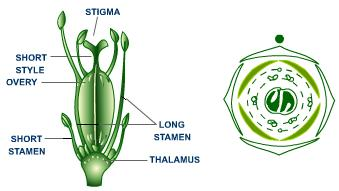 STIGMA
SHORT
STYLE
OVERY
LONG
STAMEN
SHORT
STAMEN
THALAMUS